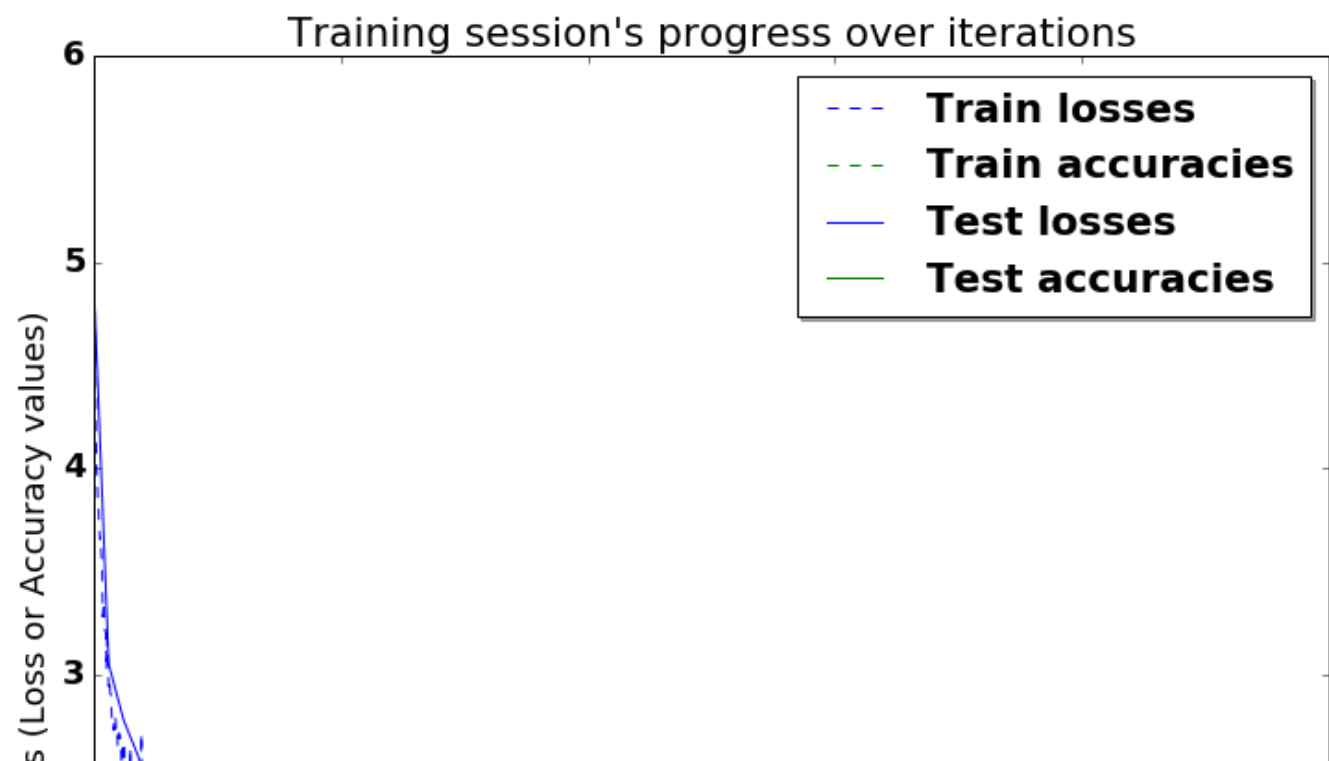 Training session's progress over iterations
6
Train losses
Train accuracies
Test losses
Test accuracies
5
4
3
s (Loss or Accuracy values)